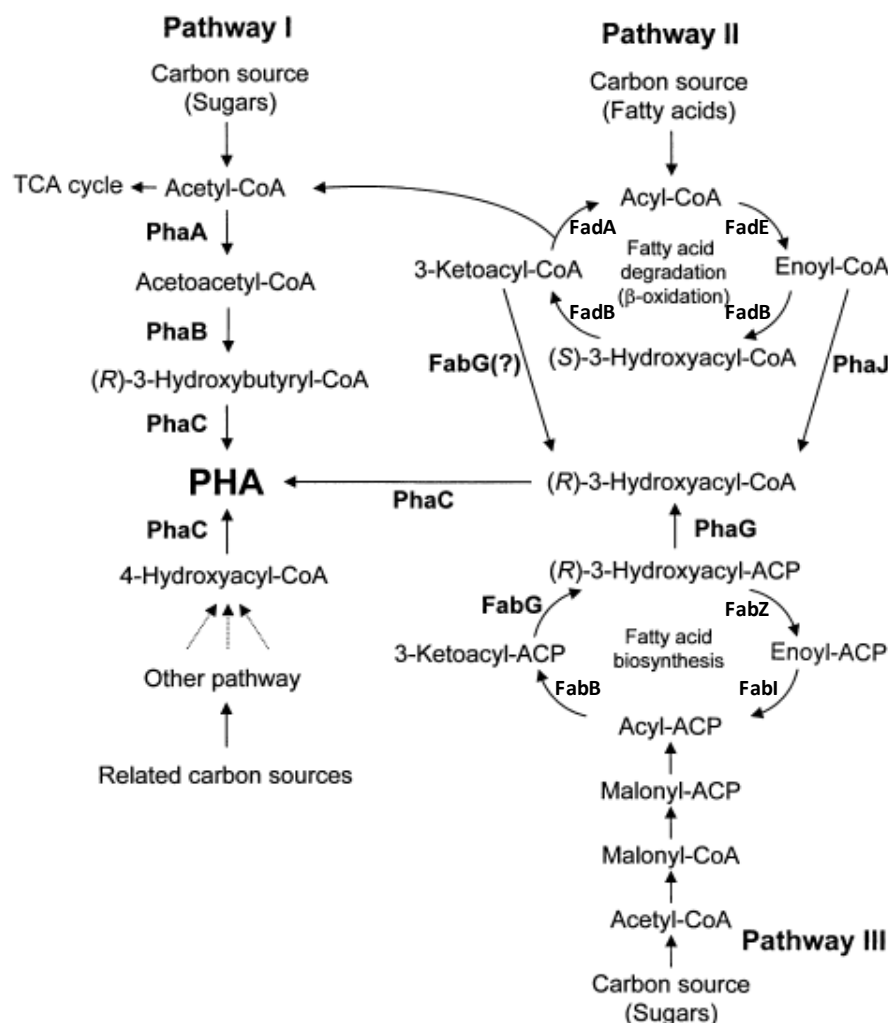 Pathway I
Carbon source
(Sugars)
TCA cycle
Acetyl-CoA
PhaA
Acetoacetyl-CoA
PhaB
(R)-3-Hydroxybutyryl-CoA
PhaC
PHA
PhaC
4-Hydroxyacyl-CoA
Other pathway
Related carbon sources
Pathway II
Carbon source
(Fatty acids)
Acyl-CoA
FadA
FadE
3-Ketoacyl-CoA
Fatty acid
degradation
(β-oxidation)
Enoyl-CoA
FadB
FadB
(S)-3-Hydroxyacyl-CoA
FabG(?)
PhaJ
(R)-3-Hydroxyacyl-CoA
PhaC
PhaG
(R)-3-Hydroxyacyl-ACP
FabG
FabZ
3-Ketoacyl-ACP
Fatty acid
biosynthesis
Enoyl-ACP
FabB
FabI
Acyl-ACP
Malonyl-ACP
Malonyl-CoA
Acetyl-CoA
Pathway III
Carbon source
(Sugars)